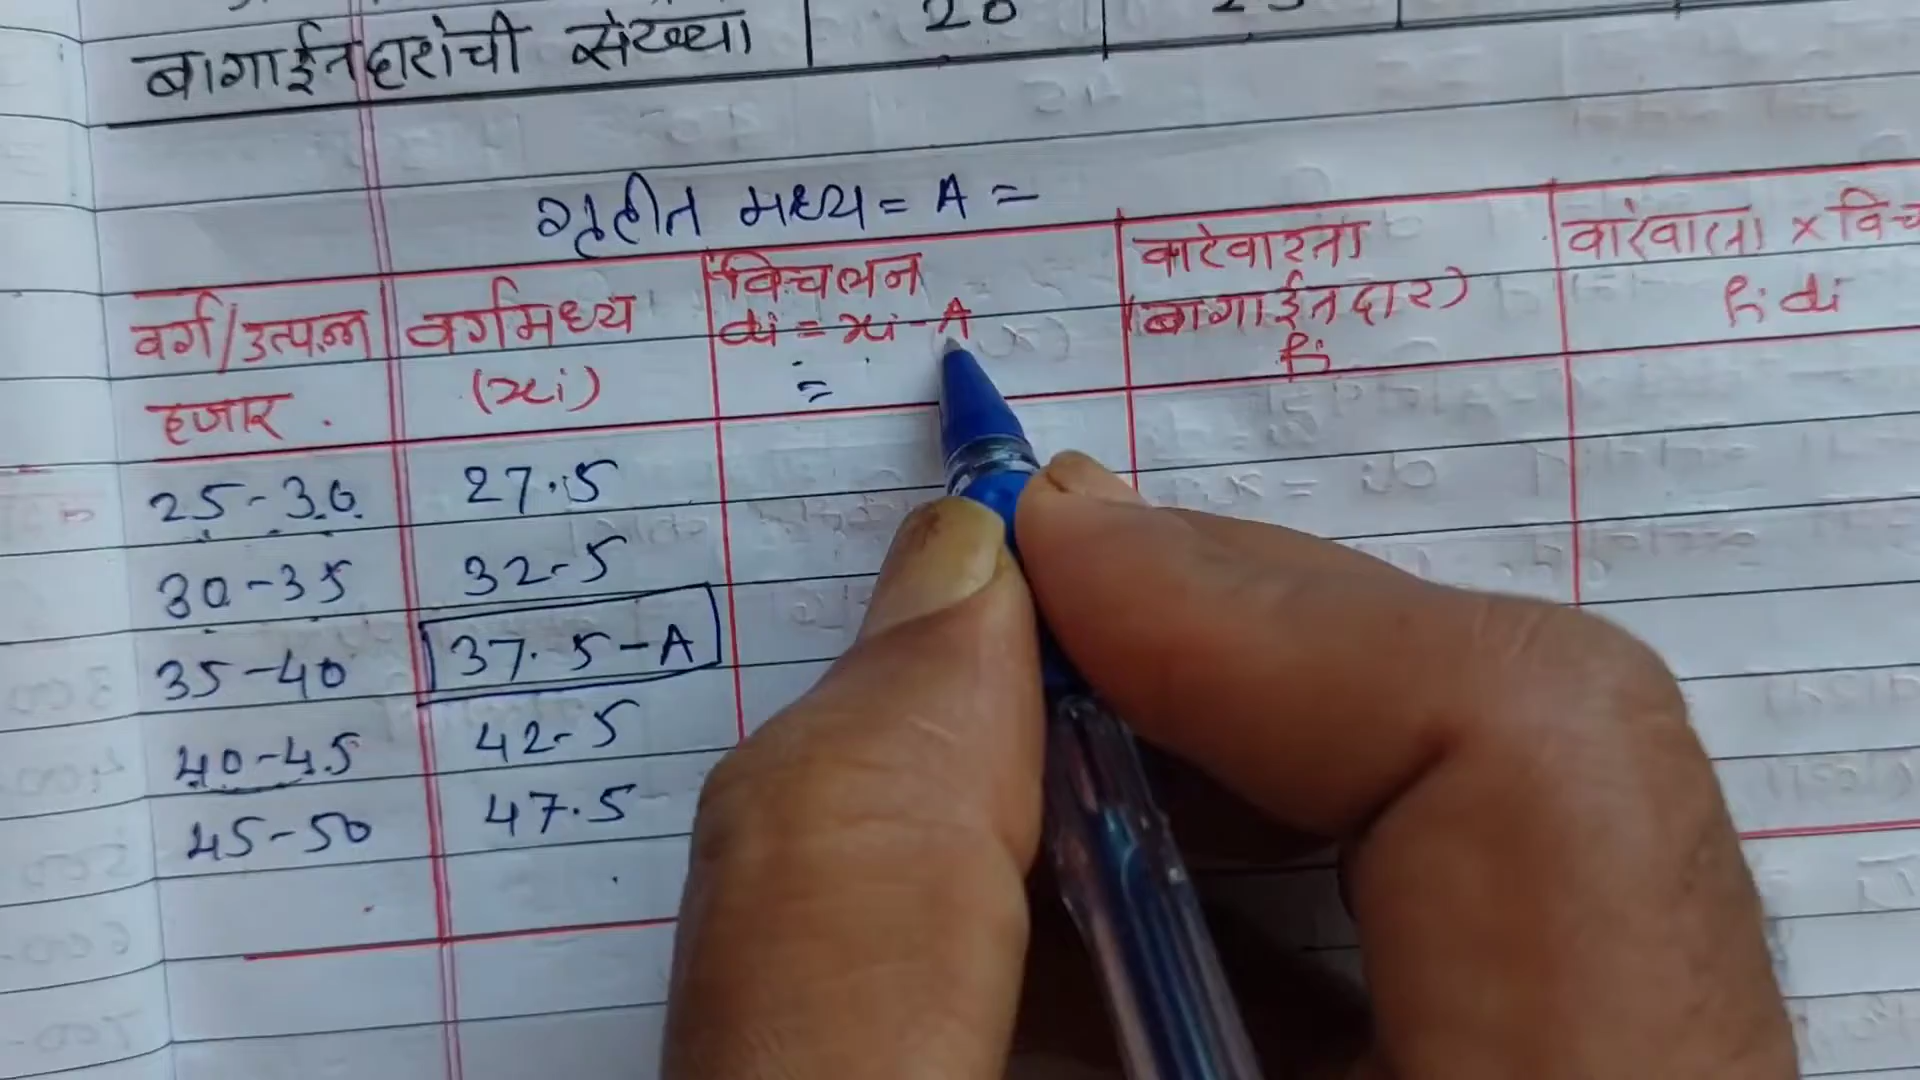 बागाईतदारांची संख्या 20
गृहीत मध्य = A =
वर्ग/उत्पन्न हजार . वर्गमध्य (xi) विचलन di = xi - A = वारंवारता (बागाईतदार) fi वारंवारता × fi di
25-30 27.5
30-35 32.5
35-40 37.5-A
40-45 42.5
45-50 47.5